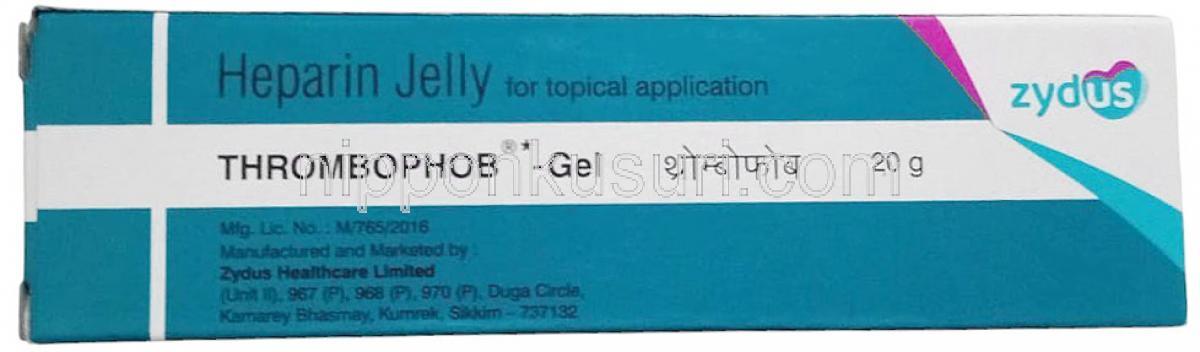 Heparin Jelly for topical application
zydus
THROMBOPHOB®* - Gel थ्रोम्बोफोब 20 g
nipponkusuri.com
Mfg. Lic. No. : M/765/2016
Manufactured and Marketed by :
Zydus Healthcare Limited
(Unit II), 967 (P), 968 (P), 970 (P), Duga Circle,
Kamarey Bhasmay, Kumrek, Sikkim – 737132